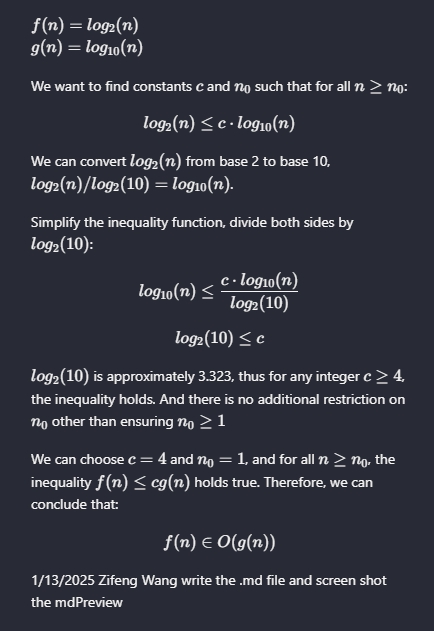 f(n) = log₂(n)
g(n) = log₁₀(n)
We want to find constants c and n₀ such that for all n ≥ n₀:
log₂(n) ≤ c · log₁₀(n)
We can convert log₂(n) from base 2 to base 10,
log₂(n)/log₂(10) = log₁₀(n).
Simplify the inequality function, divide both sides by
log₂(10):
log₁₀(n) ≤ c · log₁₀(n) / log₂(10)
log₂(10) ≤ c
log₂(10) is approximately 3.323, thus for any integer c ≥ 4,
the inequality holds. And there is no additional restriction on
n₀ other than ensuring n₀ ≥ 1
We can choose c = 4 and n₀ = 1, and for all n ≥ n₀, the
inequality f(n) ≤ cg(n) holds true. Therefore, we can
conclude that:
f(n) ∈ O(g(n))
1/13/2025 Zifeng Wang write the .md file and screen shot
the mdPreview